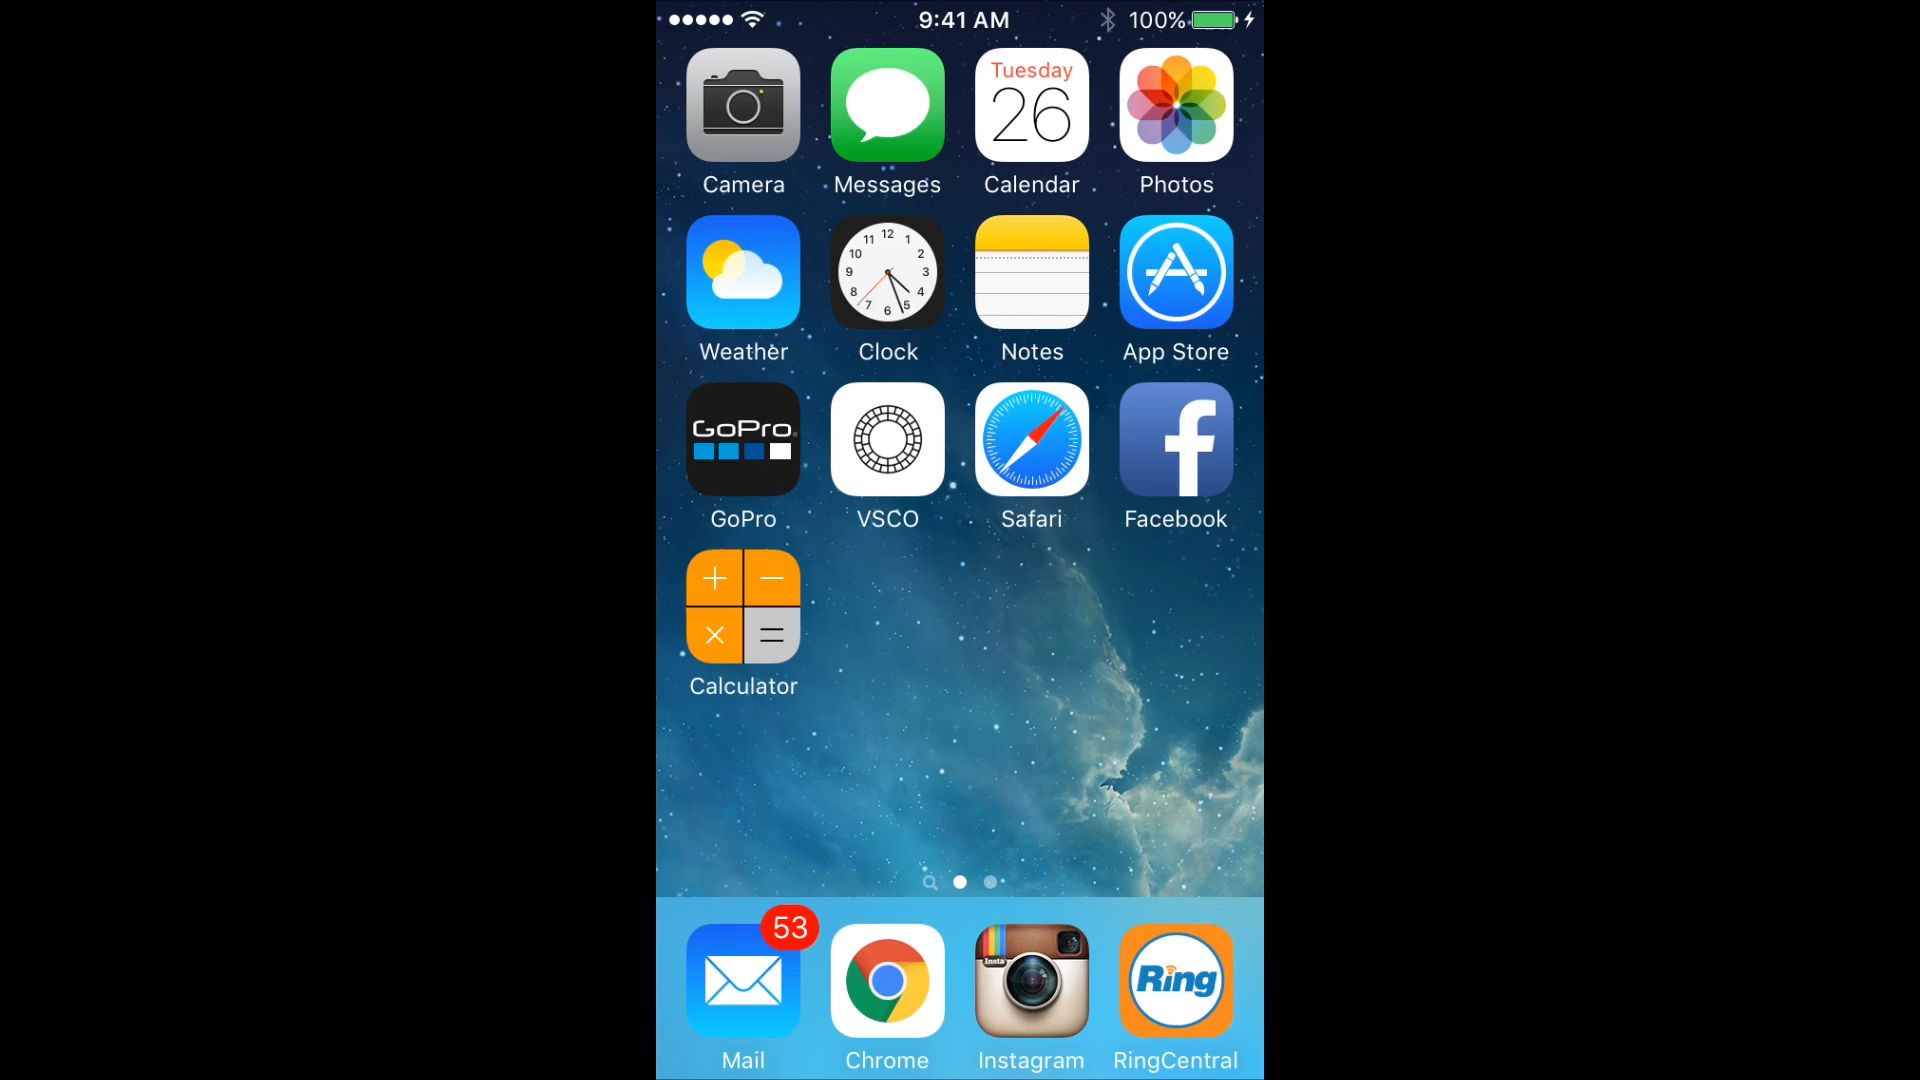 9:41 AM 100%
Tuesday
26
Camera Messages Calendar Photos
12
11 1
10 2
9 3
8 4
7 5
6
Weather Clock Notes App Store
GoPro
GoPro VSCO Safari Facebook
Calculator
53
Insta
Ring
Mail Chrome Instagram RingCentral